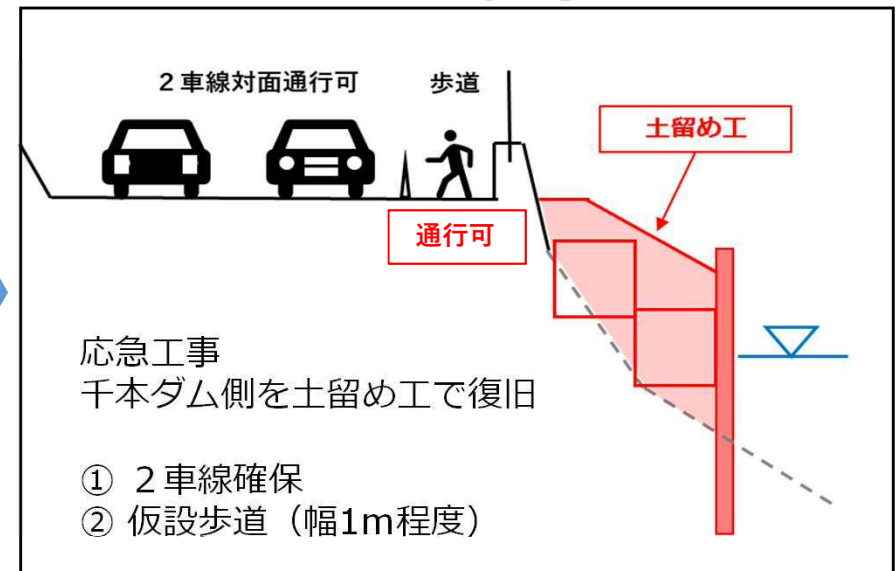 ２車線対面通行可
歩道
土留め工
通行可
応急工事
千本ダム側を土留め工で復旧
① ２車線確保
② 仮設歩道（幅1m程度）